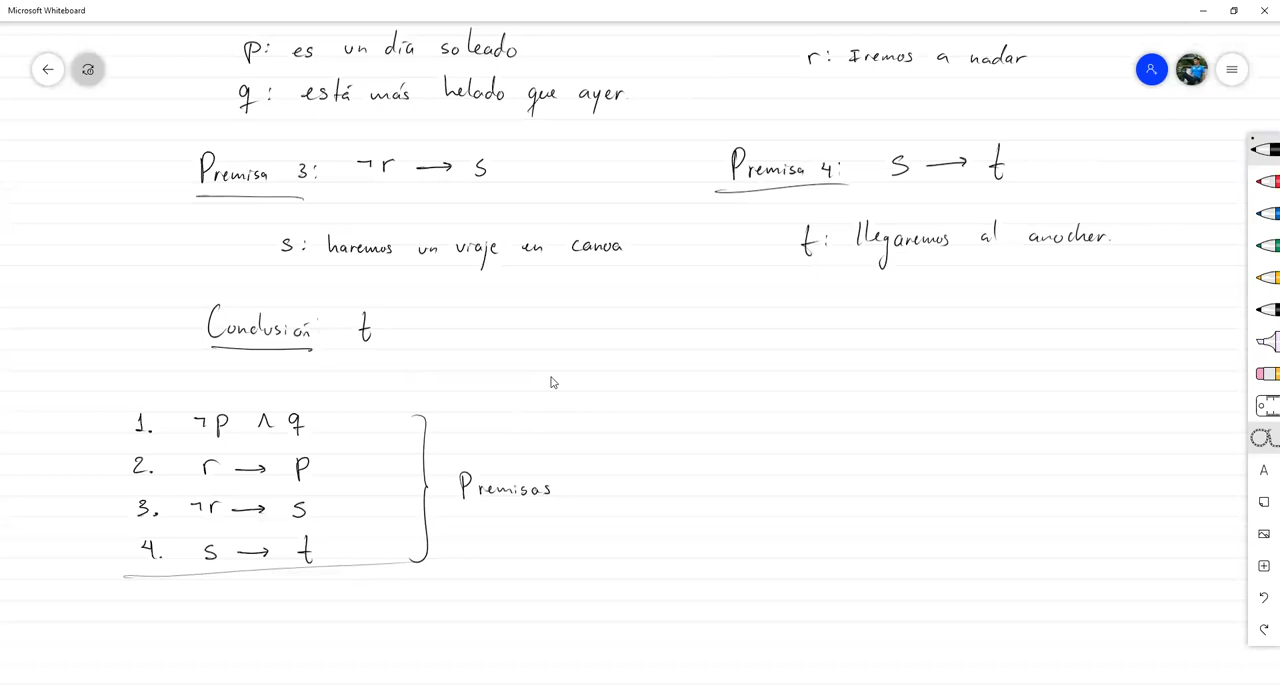 Microsoft Whiteboard
p: es un día soleado
r: Iremos a nadar
q: está más helado que ayer.
Premisa 3: ¬r → s
Premisa 4: s → t
s: haremos un viaje en canoa
t: llegaremos al anocher.
Conclusión: t
1. ¬p ∧ q
2. r → p
3. ¬r → s
4. s → t
Premisas